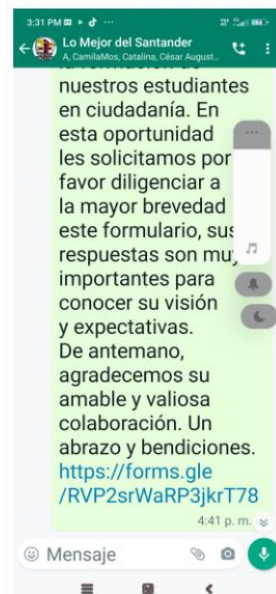 3:31 PM
Lo Mejor del Santander
A, CamilaMos, Catalina, César August...
nuestros estudiantes
en ciudadanía. En
esta oportunidad
les solicitamos por
favor diligenciar a
la mayor brevedad
este formulario, sus
respuestas son muy
importantes para
conocer su visión
y expectativas.
De antemano,
agradecemos su
amable y valiosa
colaboración. Un
abrazo y bendiciones.
https://forms.gle
/RVP2srWaRP3jkrT78
4:41 p. m.
Mensaje